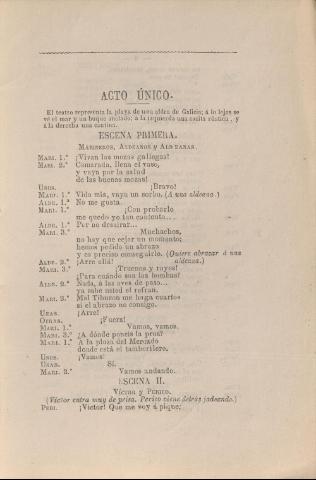 ACTO ÚNICO.
El teatro representa la playa de una aldea de Galicia; á lo lejos se
vé el mar y un buque anclado: á la izquierda una casita rústica, y
á la derecha una cantina.
ESCENA PRIMERA.
MARINEROS, ALDEANOS Y ALDEANAS.
MARI. 1.° ¡Vivan las mozas gallegas!
MARI. 2.° Camarada, llena el vaso,
y vaya por la salud
de las buenas mozas!
UNOS. ¡Bravo!
MARI. 1.° Vida mia, vaya un sorbo. (A una aldeana.)
ALDE. 1.ª No me gusta.
MARI. 1.° ¡Con probarlo
me quedo yo tan contento...
ALDE. 1.ª Por no desairar...
MARI. 3.° Muchachos,
no hay que cejar un momento;
hemos pedido un abrazo
y es preciso conseguirlo. (Quiere abrazar á una
ALDE. 2.ª ¡Arre allá! aldeana.)
MARI. 3.° ¡Truenos y rayos!
¿Para cuándo son las bombas?
ALDE. 2.ª Nada, á las aves de paso...
ya sabe usted el refran.
MARI. 3.° Mal Tiburon me haga cuartos
si el abrazo no consigo.
UNAS. ¡Arre!
OTRAS. ¡Fuera!
MARI. 1.° Vamos, vamos.
MARI. 3.° ¿A dónde poneis la proa?
MARI. 1.° A la plaza del Mercado
donde está el tamborilero.
UNOS. ¡Vamos!
UNAS. Sí.
MARI. 3.° Vamos andando.
ESCENA II.
VÍCTOR Y PERICO.
(Víctor entra muy de prisa. Perico viene detrás jadeando.)
PERI. ¡Víctor! Que me voy á pique;